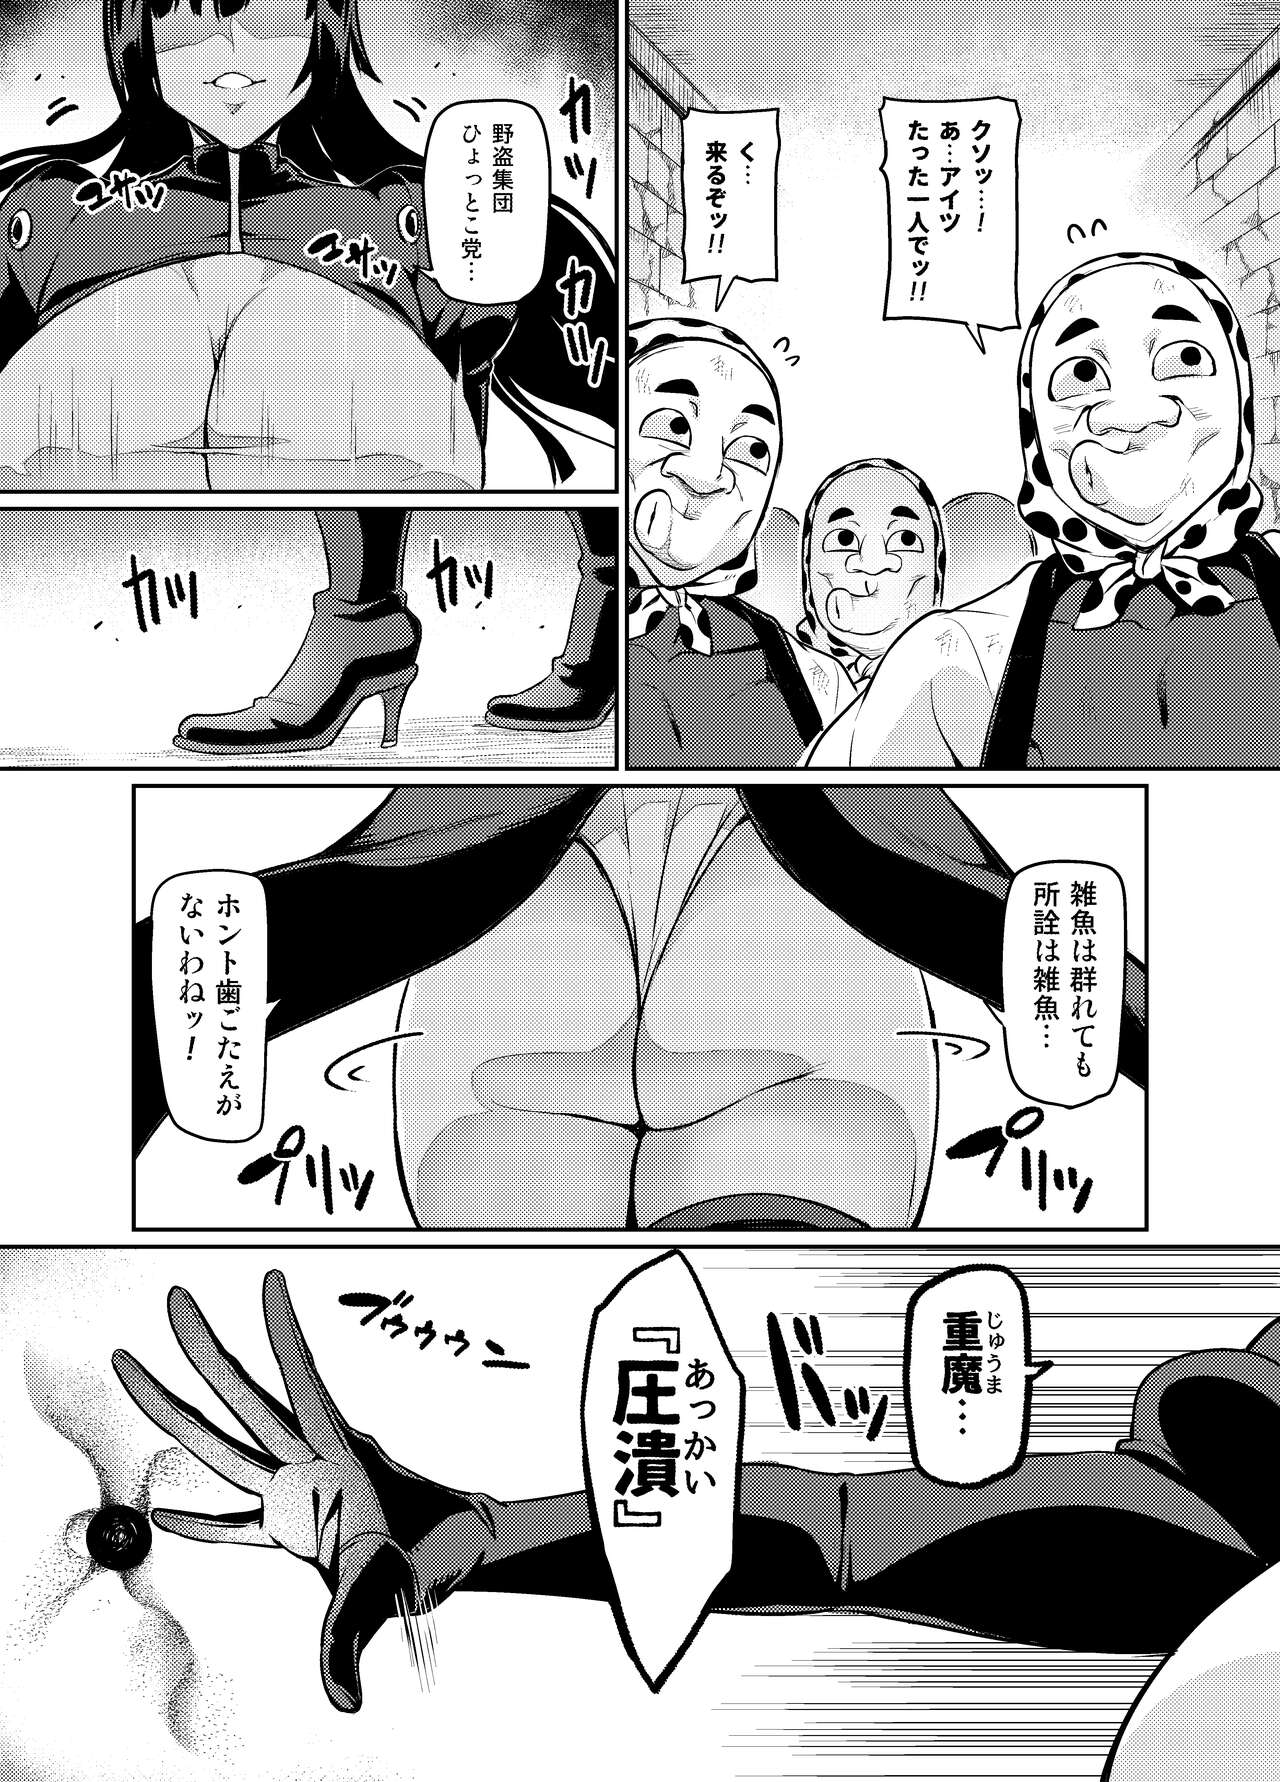 クソッ…！
あ…アイツ
たった一人でッ!!
く…
来るぞッ!!
カッ
カッ
野盗集団
ひょっとこ党…
ユサッ
ユサッ
カッ
カッ
雑魚は群れても
所詮は雑魚…
ホント歯ごたえが
ないわねッ！
プリッ
プリッ
じゅうま
重魔…
ドッ
あっかい
『圧潰』
ブゥゥゥン